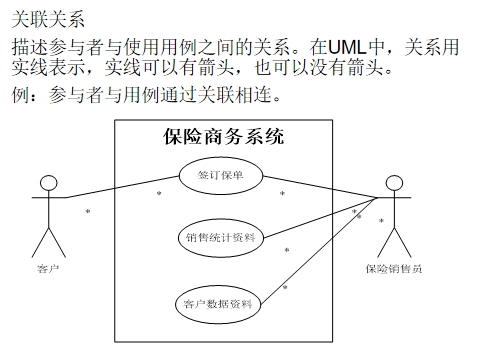 关联关系
描述参与者与使用用例之间的关系。在UML中，关系用
实线表示，实线可以有箭头，也可以没有箭头。
例：参与者与用例通过关联相连。
保险商务系统
签订保单
*
*
*
*
*
*
销售统计资料
*
客户数据资料
*
客户
保险销售员